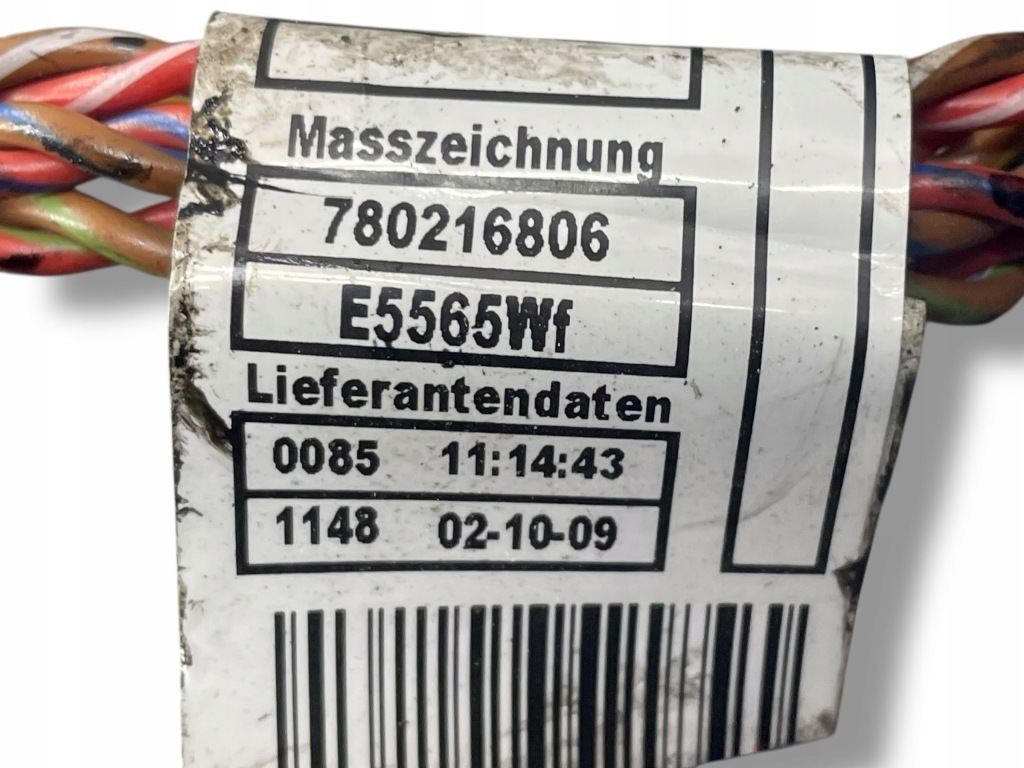 Masszeichnung
780216806
E5565Wf
Lieferantendaten
0085 11:14:43
1148 02-10-09